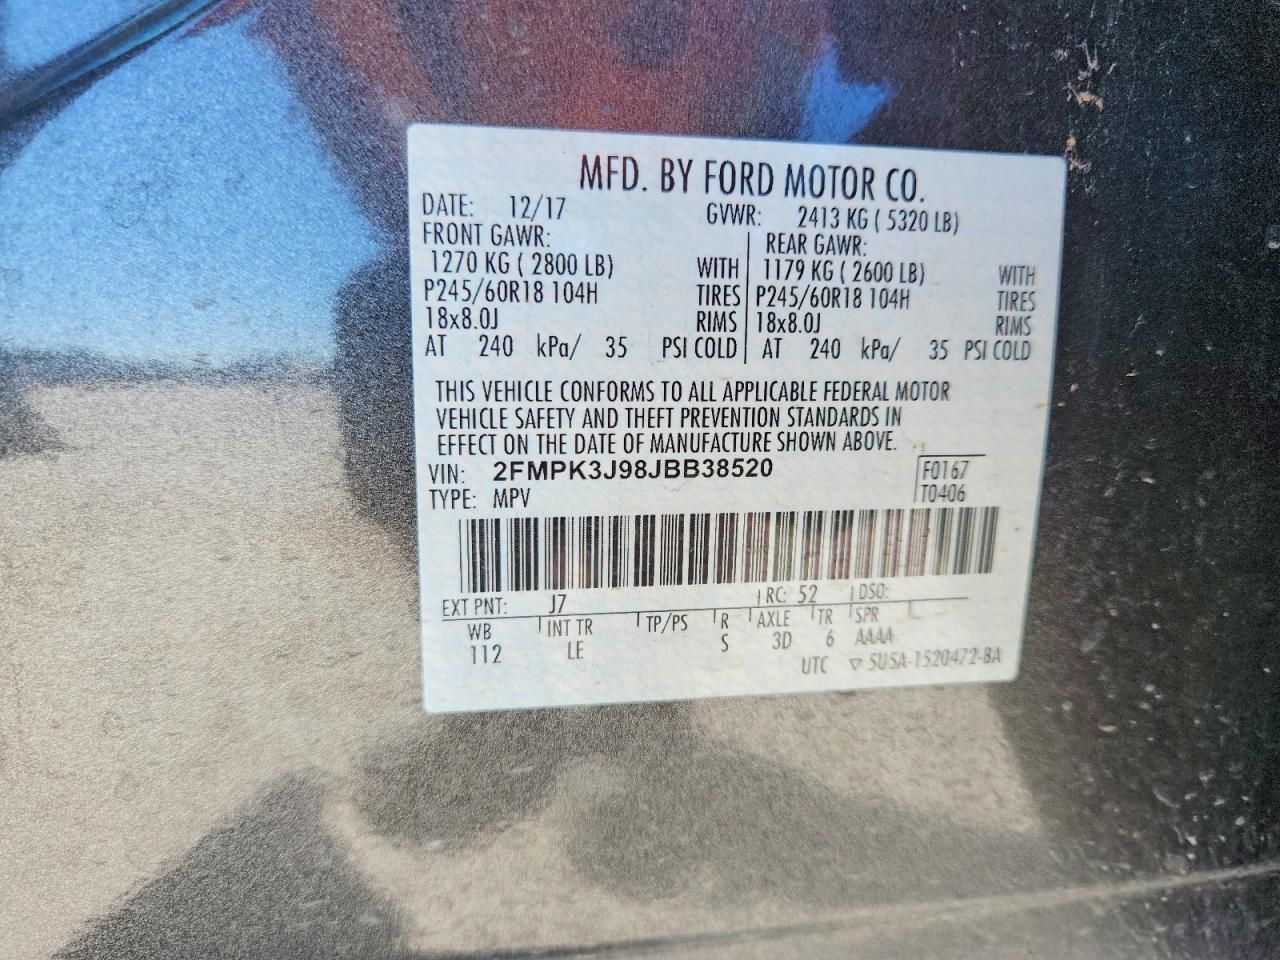 MFD. BY FORD MOTOR CO.
DATE: 12/17 GVWR: 2413 KG ( 5320 LB)
FRONT GAWR: REAR GAWR:
1270 KG ( 2800 LB) WITH 1179 KG ( 2600 LB) WITH
P245/60R18 104H TIRES P245/60R18 104H TIRES
18x8.0J RIMS 18x8.0J RIMS
AT 240 kPa/ 35 PSI COLD AT 240 kPa/ 35 PSI COLD
THIS VEHICLE CONFORMS TO ALL APPLICABLE FEDERAL MOTOR
VEHICLE SAFETY AND THEFT PREVENTION STANDARDS IN
EFFECT ON THE DATE OF MANUFACTURE SHOWN ABOVE.
VIN: 2FMPK3J98JBB38520 F0167
TYPE: MPV T0406
EXT PNT: J7 RC: 52 DSO:
WB INT TR TP/PS R AXLE TR SPR
112 LE S 3D 6 AAAA
UTC ▽ 5U5A-1520472-BA